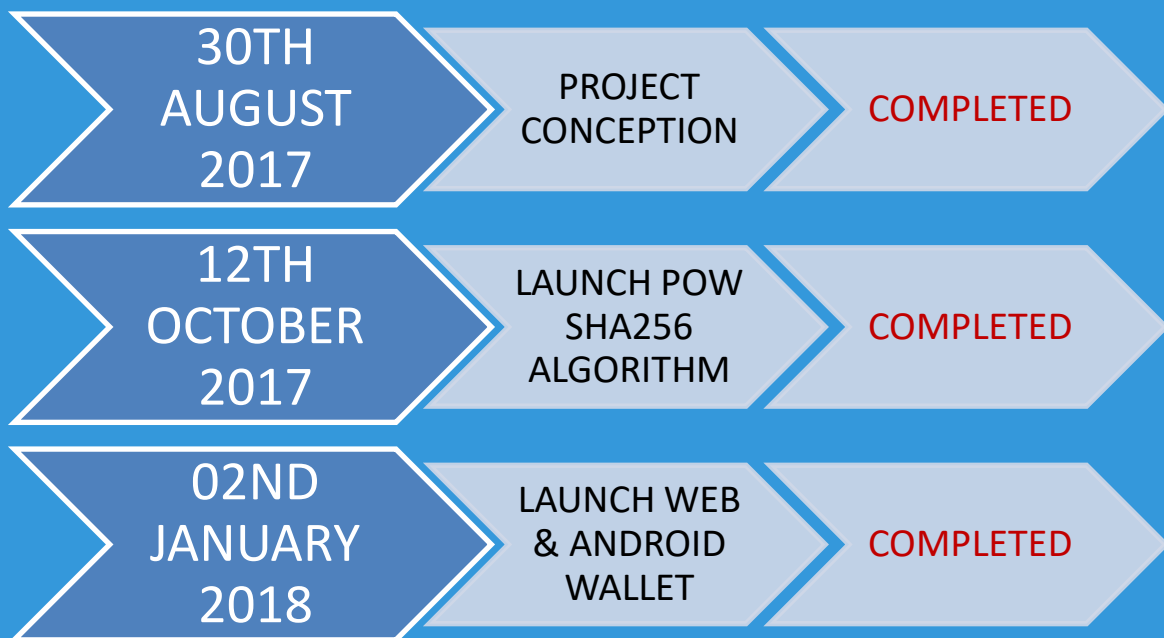 30TH
AUGUST
2017
PROJECT
CONCEPTION
COMPLETED
12TH
OCTOBER
2017
LAUNCH POW
SHA256
ALGORITHM
COMPLETED
02ND
JANUARY
2018
LAUNCH WEB
& ANDROID
WALLET
COMPLETED